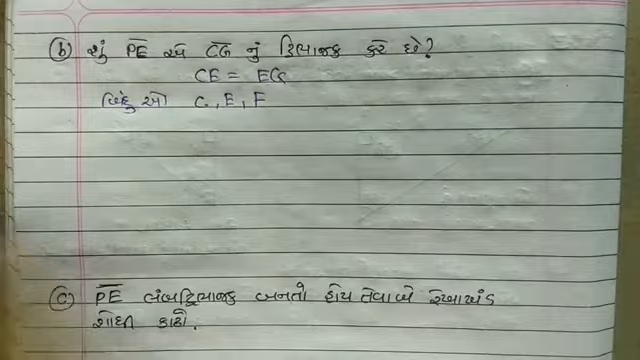 (b) શું PE એ CG નું દ્વિભાજક કરે છે?
CE = EG
બિંદુઓ C, E, F
(c) PE લંબદ્વિભાજક બનતો હોય તેવા બે રેખાખંડ
શોધી કાઢો.